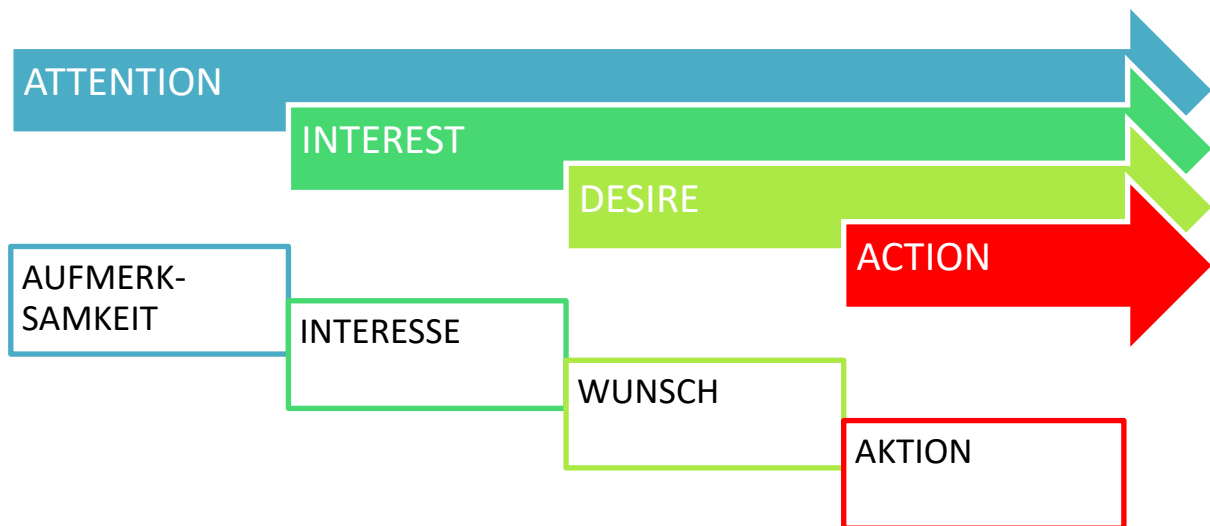 ATTENTION
INTEREST
DESIRE
ACTION
AUFMERK-
SAMKEIT
INTERESSE
WUNSCH
AKTION